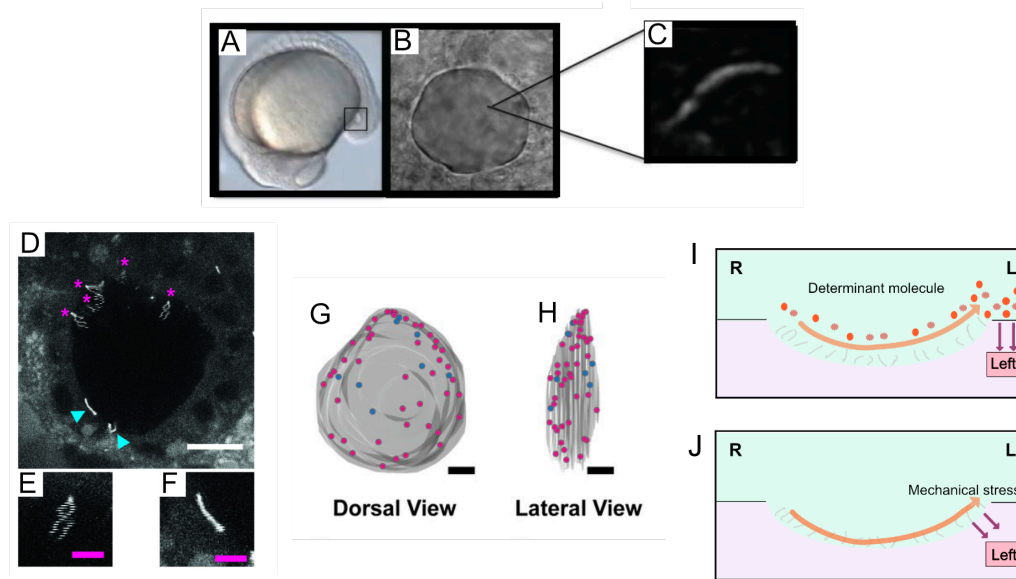 A
B
C
D
E
F
G
H
Dorsal View
Lateral View
I
R
L
Determinant molecule
Left
J
R
L
Mechanical stress
Left